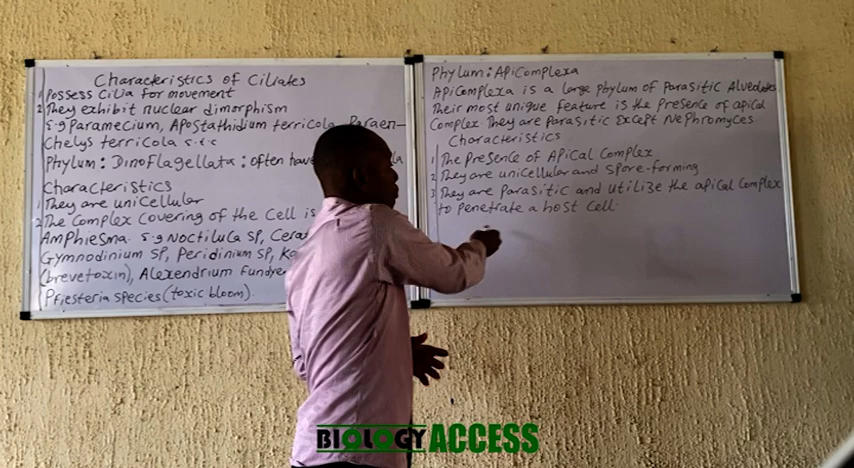 Characteristics of Ciliates
1 Possess cilia for movement
2 They exhibit nuclear dimorphism
E.g Paramecium, Apostathidium terricola Paraen-
chelys terricola e.t.c
Phylum: Dinoflagellata: often have
Characteristics
1 They are unicellular
2 The complex covering of the cell is
Amphiesma. E.g Noctiluca sp,
Gymnodinium sp, Peridinium sp,
(brevetoxin), Alexendrium
Pfiesteria species (toxic bloom).
Phylum: Apicomplexa
Apicomplexa is a large phylum of parasitic Alveolates
Their most unique feature is the presence of apical
complex They are parasitic except Nephromyces.
Characteristics
1 The presence of Apical complex
2 They are unicellular and spore-forming
3 They are parasitic and utilize the apical complex
to penetrate a host cell.
BIOLOGY ACCESS